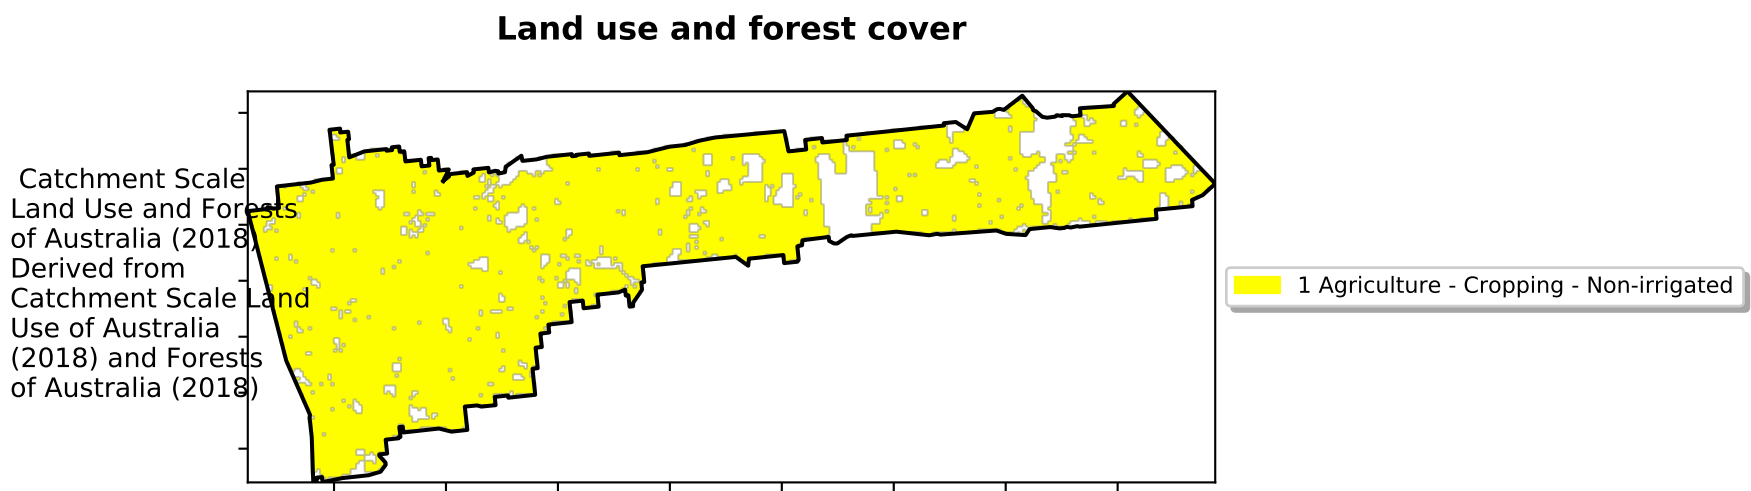 Land use and forest cover
Catchment Scale
Land Use and Forests
of Australia (2018)
Derived from
Catchment Scale Land
Use of Australia
(2018) and Forests
of Australia (2018)
1 Agriculture - Cropping - Non-irrigated